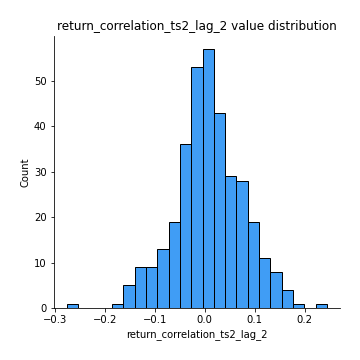 return_correlation_ts2_lag_2 value distribution
Count
50
40
30
20
10
0
−0.3 −0.2 −0.1 0.0 0.1 0.2
return_correlation_ts2_lag_2